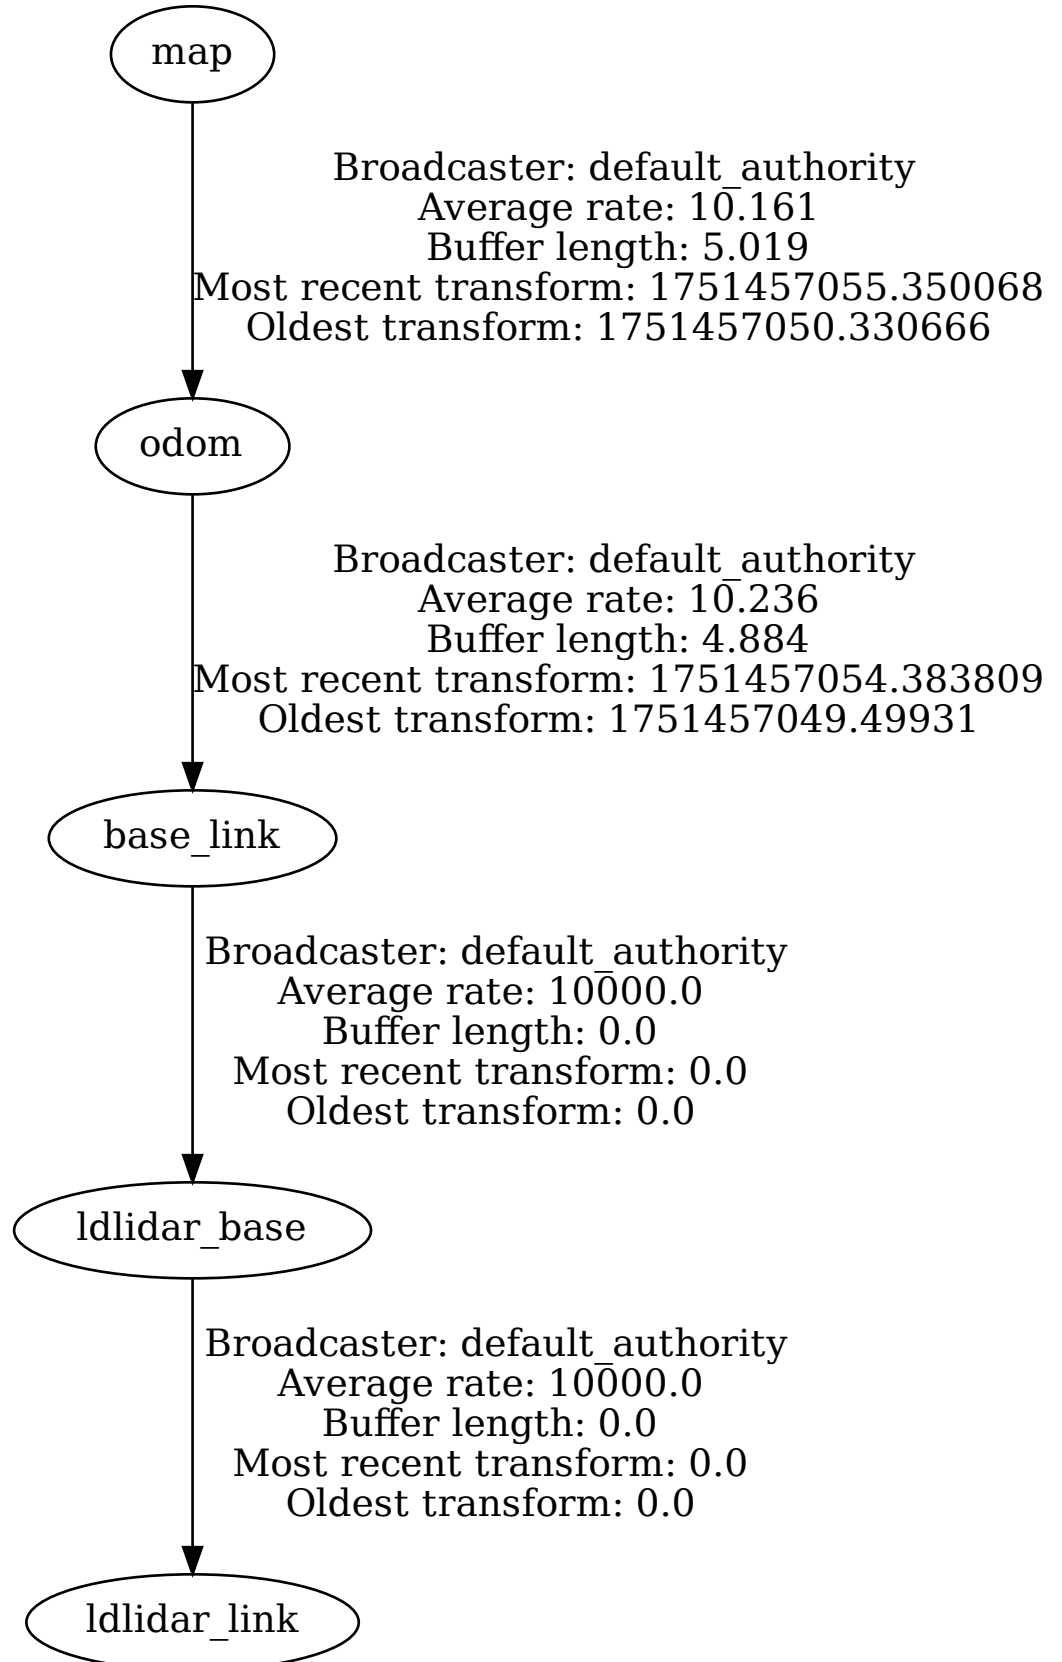 map
Broadcaster: default_authority
Average rate: 10.161
Buffer length: 5.019
Most recent transform: 1751457055.350068
Oldest transform: 1751457050.330666
odom
Broadcaster: default_authority
Average rate: 10.236
Buffer length: 4.884
Most recent transform: 1751457054.383809
Oldest transform: 1751457049.49931
base_link
Broadcaster: default_authority
Average rate: 10000.0
Buffer length: 0.0
Most recent transform: 0.0
Oldest transform: 0.0
ldlidar_base
Broadcaster: default_authority
Average rate: 10000.0
Buffer length: 0.0
Most recent transform: 0.0
Oldest transform: 0.0
ldlidar_link